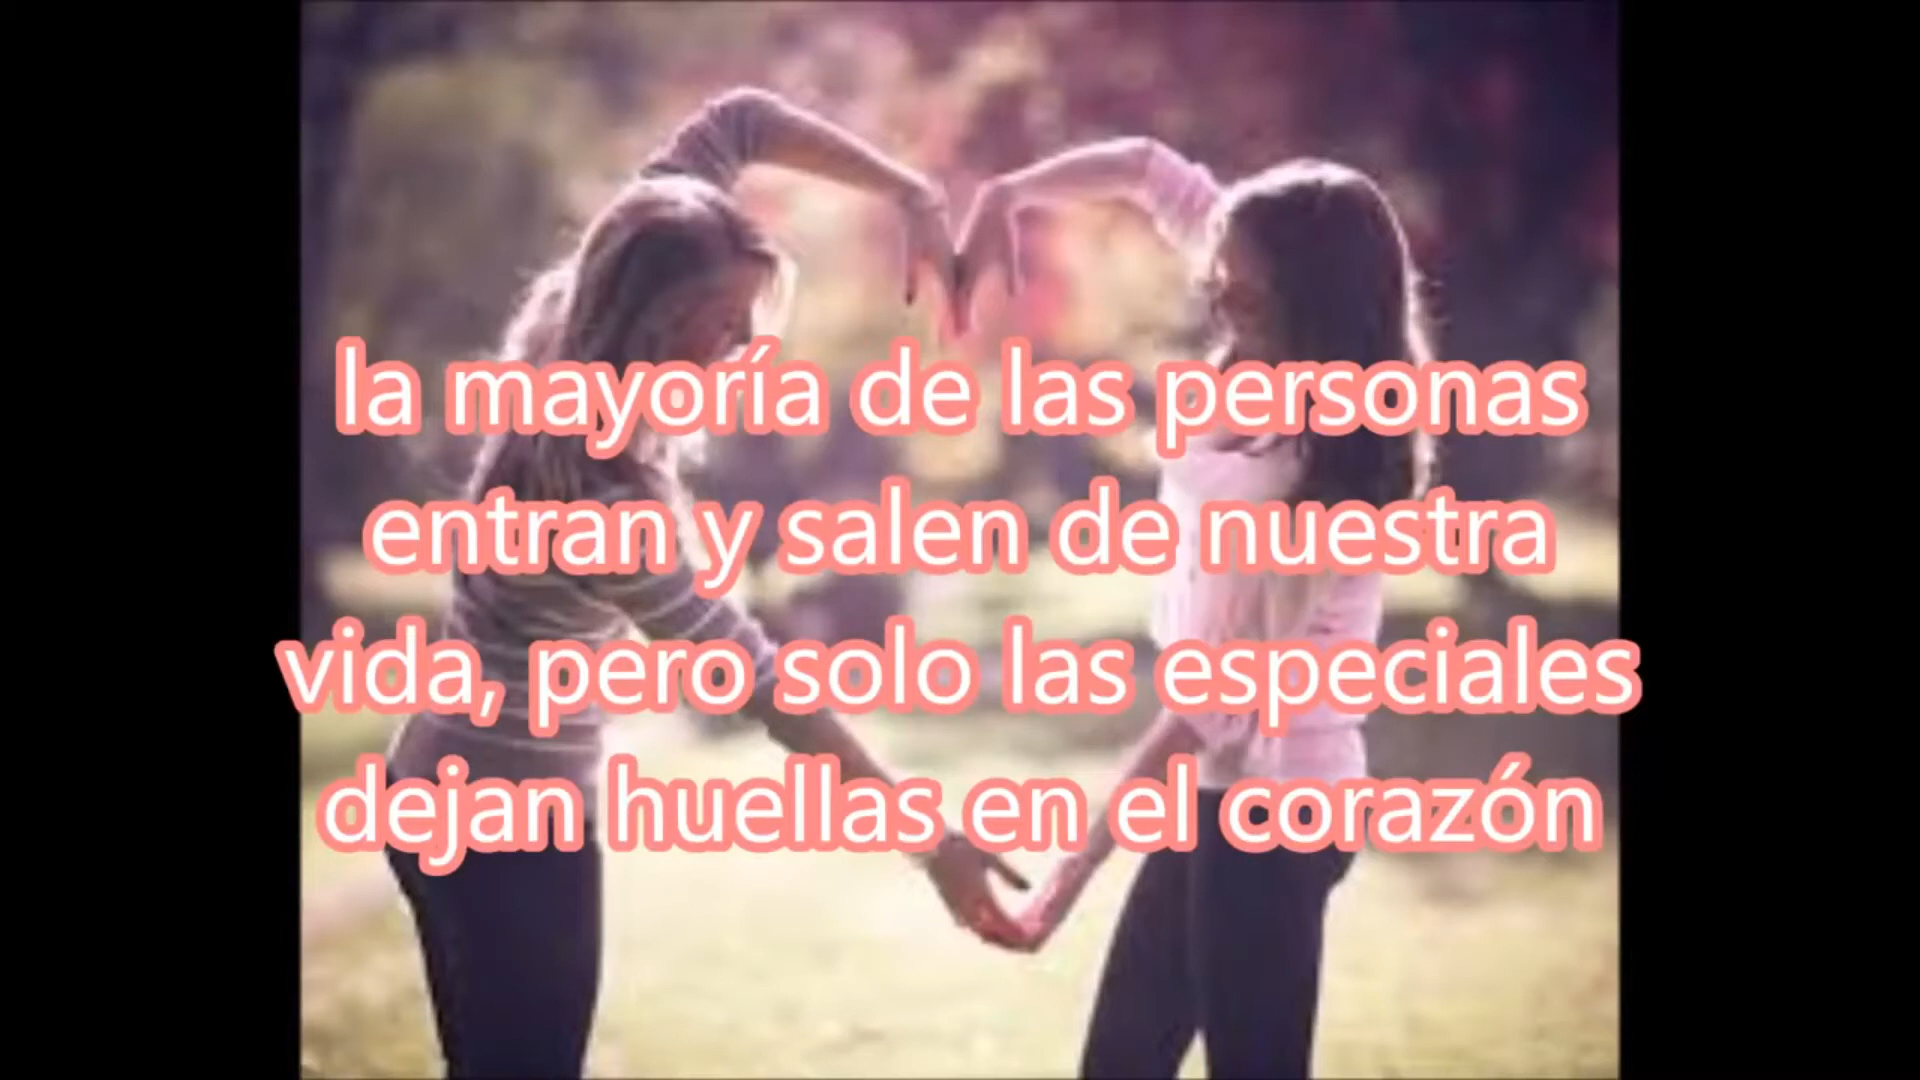 la mayoría de las personas
entran y salen de nuestra
vida, pero solo las especiales
dejan huellas en el corazón